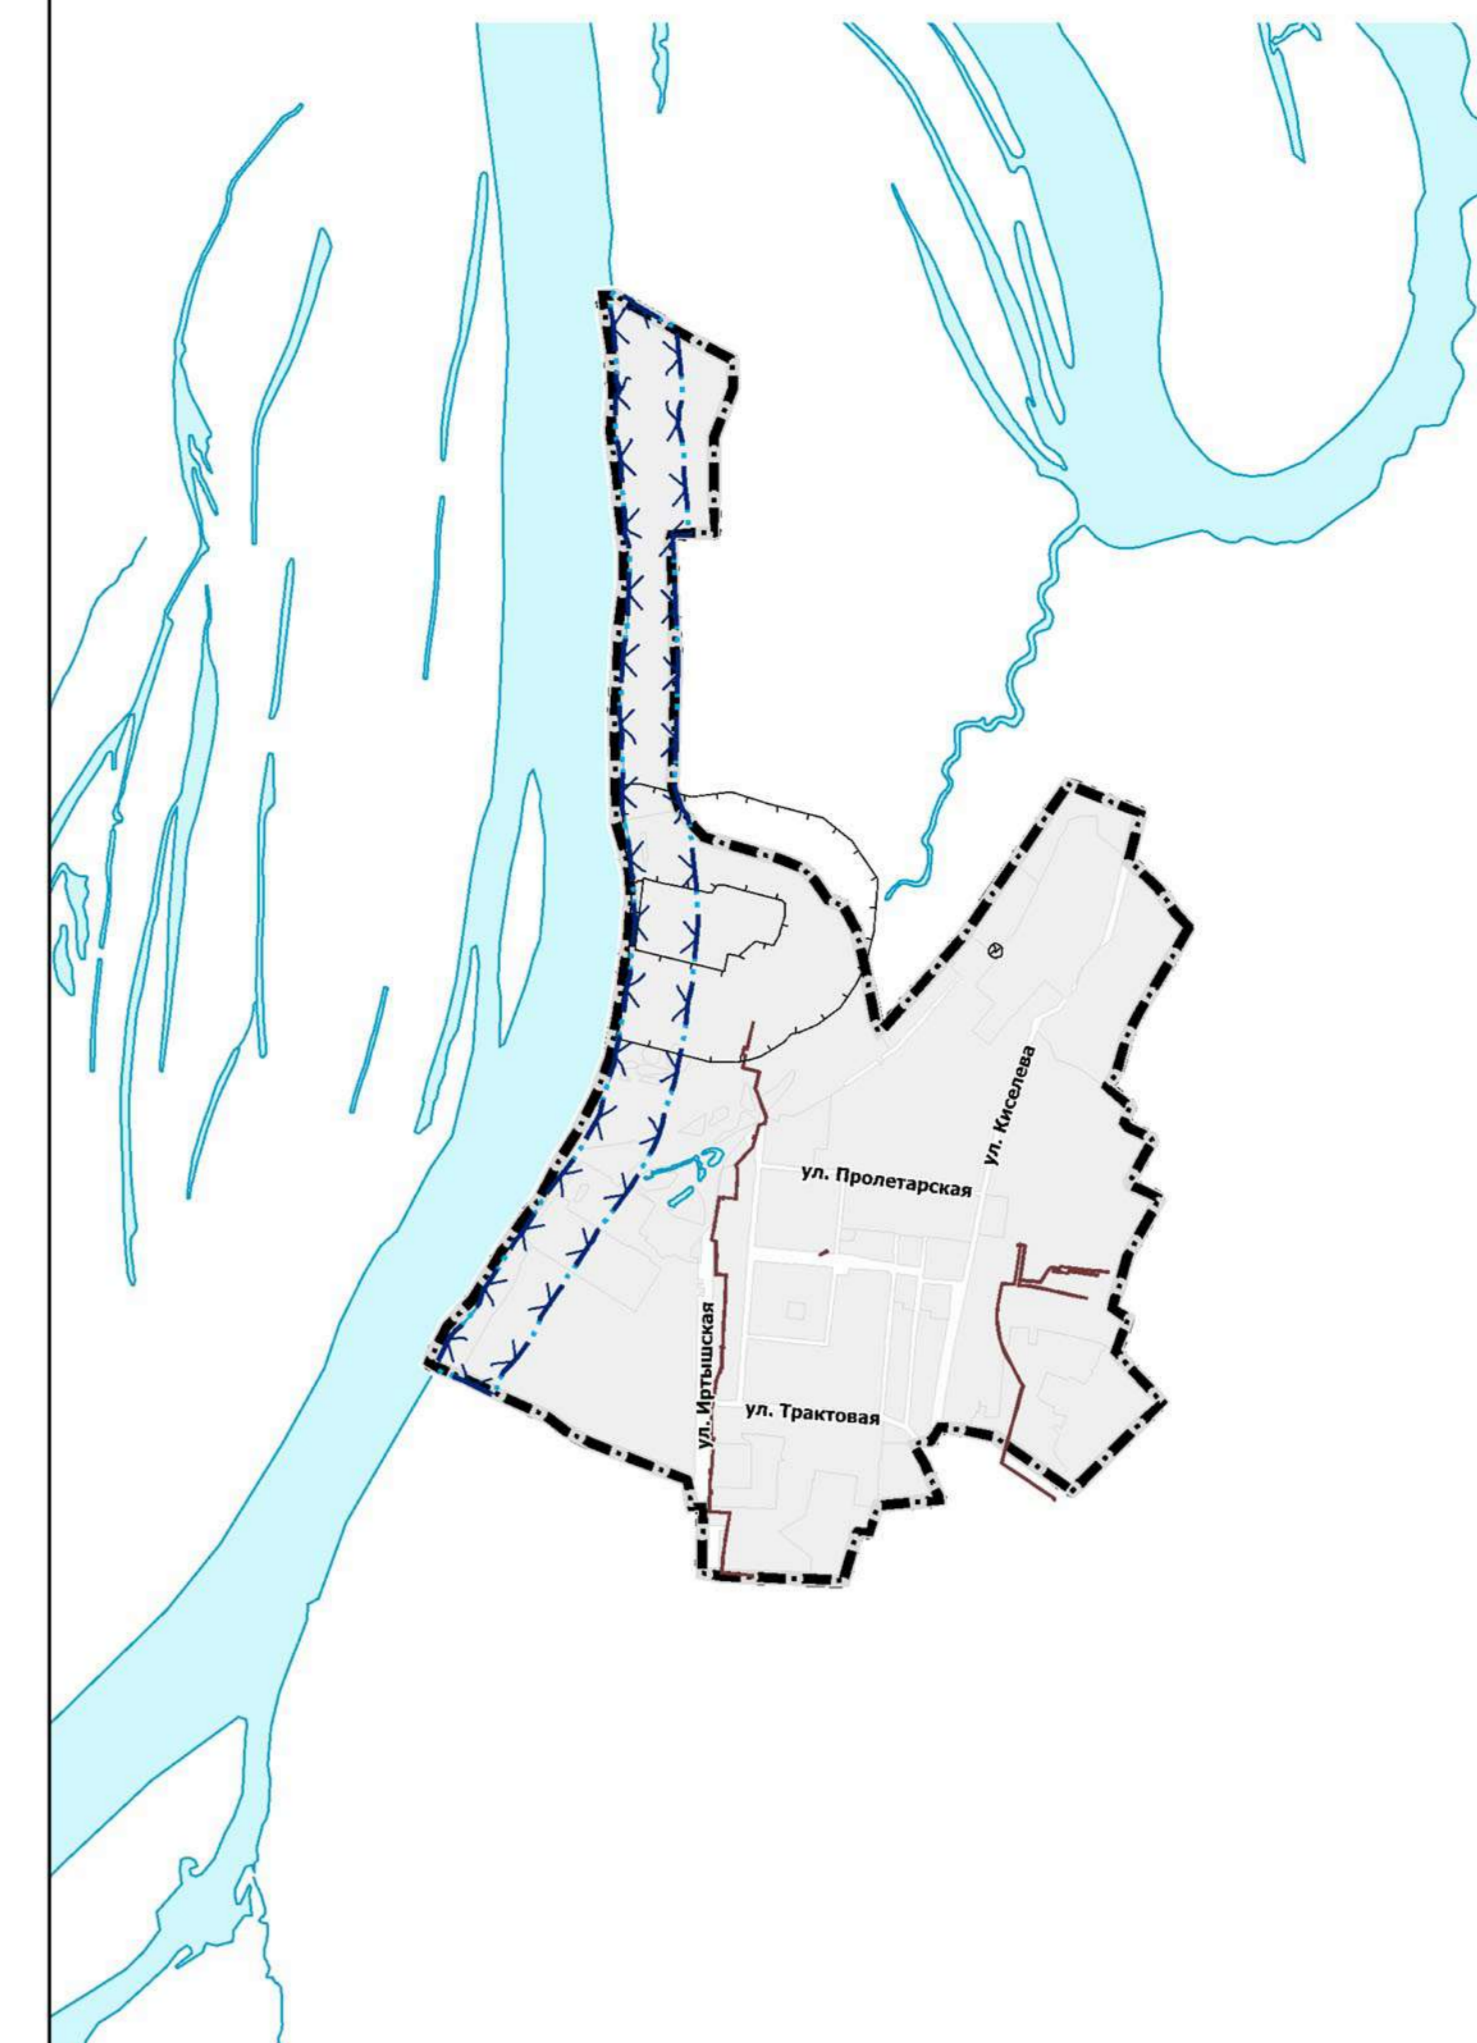 ул. Киселева
ул. Пролетарская
ул. Иртышская
ул. Трактовая